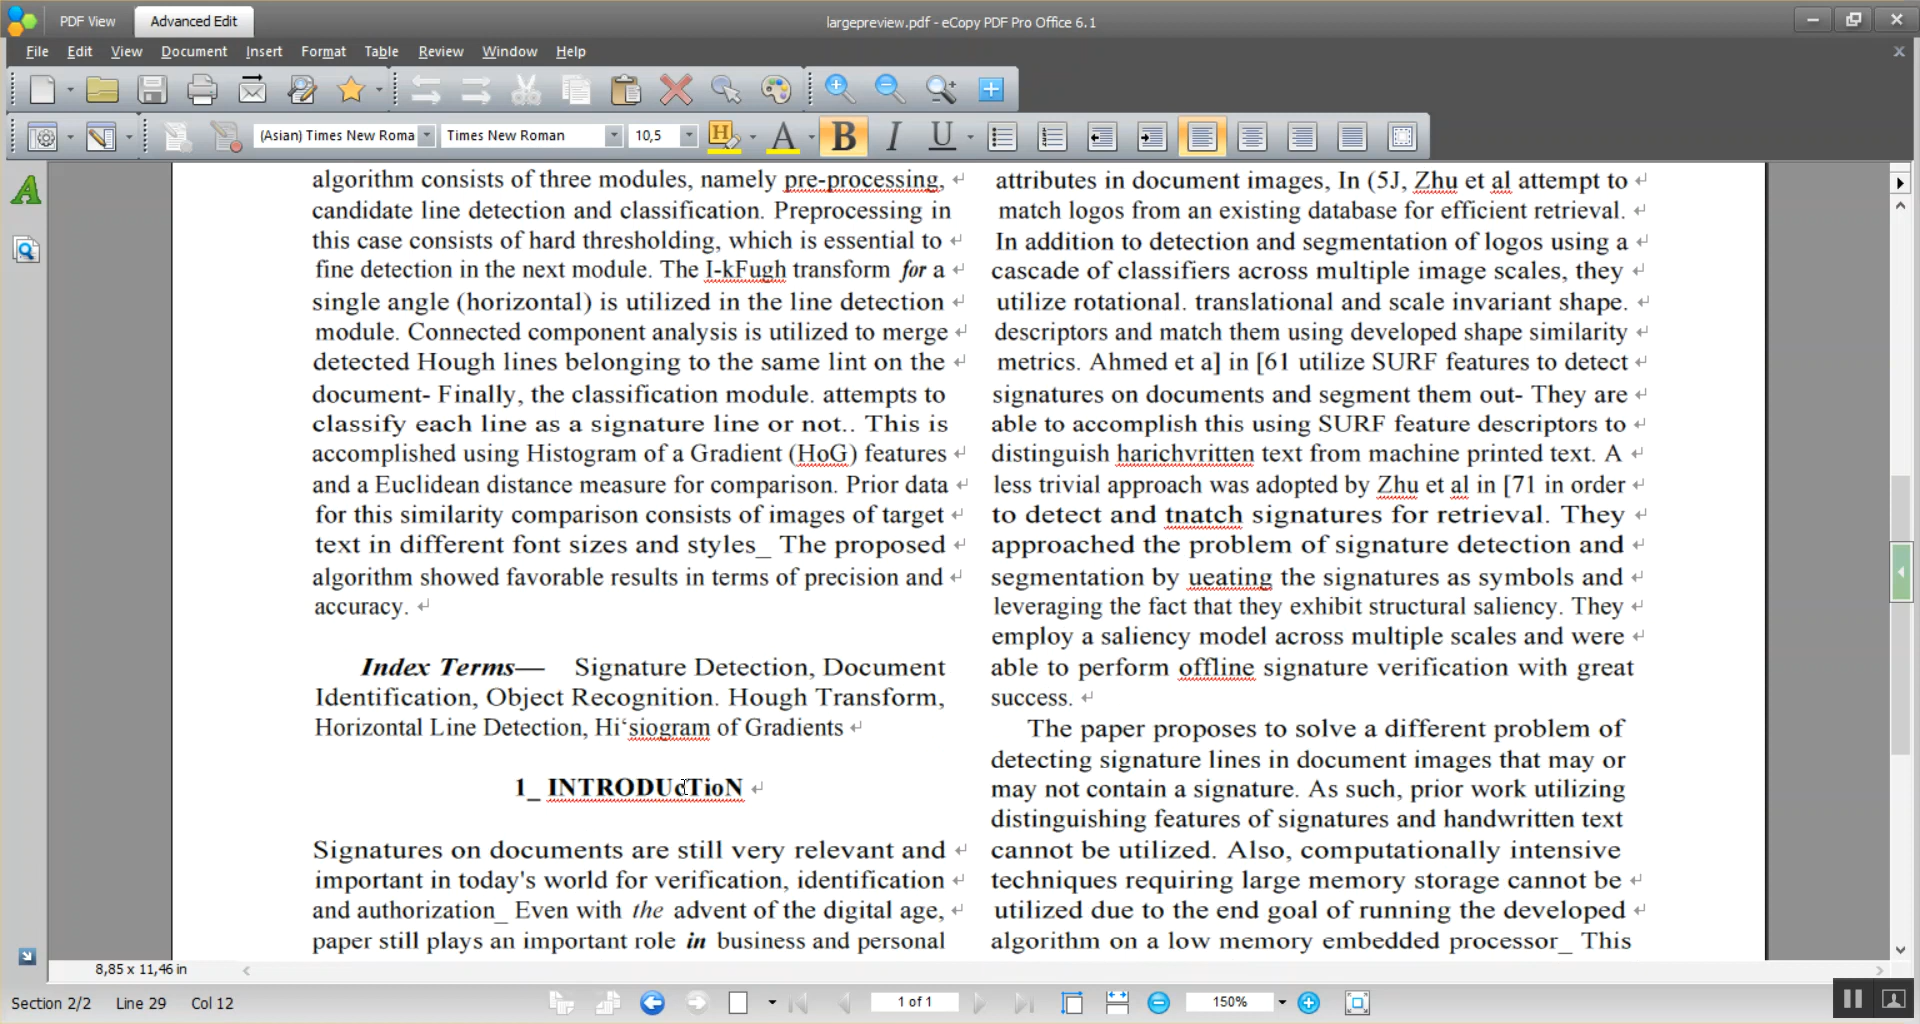 PDF View
Advanced Edit
largepreview.pdf - eCopy PDF Pro Office 6.1
File Edit View Document Insert Format Table Review Window Help
(Asian) Times New Roma
Times New Roman
10,5
H
A
B
I
U
algorithm consists of three modules, namely pre-processing,
candidate line detection and classification. Preprocessing in
this case consists of hard thresholding, which is essential to
fine detection in the next module. The I-kFugh transform for a
single angle (horizontal) is utilized in the line detection
module. Connected component analysis is utilized to merge
detected Hough lines belonging to the same lint on the
document- Finally, the classification module. attempts to
classify each line as a signature line or not.. This is
accomplished using Histogram of a Gradient (HoG) features
and a Euclidean distance measure for comparison. Prior data
for this similarity comparison consists of images of target
text in different font sizes and styles_ The proposed
algorithm showed favorable results in terms of precision and
accuracy.
Index Terms— Signature Detection, Document
Identification, Object Recognition. Hough Transform,
Horizontal Line Detection, Hi‘siogram of Gradients
1_ INTRODUcTioN
Signatures on documents are still very relevant and
important in today's world for verification, identification
and authorization_ Even with the advent of the digital age,
paper still plays an important role in business and personal
attributes in document images, In (5J, Zhu et al attempt to
match logos from an existing database for efficient retrieval.
In addition to detection and segmentation of logos using a
cascade of classifiers across multiple image scales, they
utilize rotational. translational and scale invariant shape.
descriptors and match them using developed shape similarity
metrics. Ahmed et a] in [61 utilize SURF features to detect
signatures on documents and segment them out- They are
able to accomplish this using SURF feature descriptors to
distinguish harichvritten text from machine printed text. A
less trivial approach was adopted by Zhu et al in [71 in order
to detect and tnatch signatures for retrieval. They
approached the problem of signature detection and
segmentation by ueating the signatures as symbols and
leveraging the fact that they exhibit structural saliency. They
employ a saliency model across multiple scales and were
able to perform offline signature verification with great
success.
The paper proposes to solve a different problem of
detecting signature lines in document images that may or
may not contain a signature. As such, prior work utilizing
distinguishing features of signatures and handwritten text
cannot be utilized. Also, computationally intensive
techniques requiring large memory storage cannot be
utilized due to the end goal of running the developed
algorithm on a low memory embedded processor_ This
8,85 x 11,46 in
Section 2/2 Line 29 Col 12
1 of 1
150%